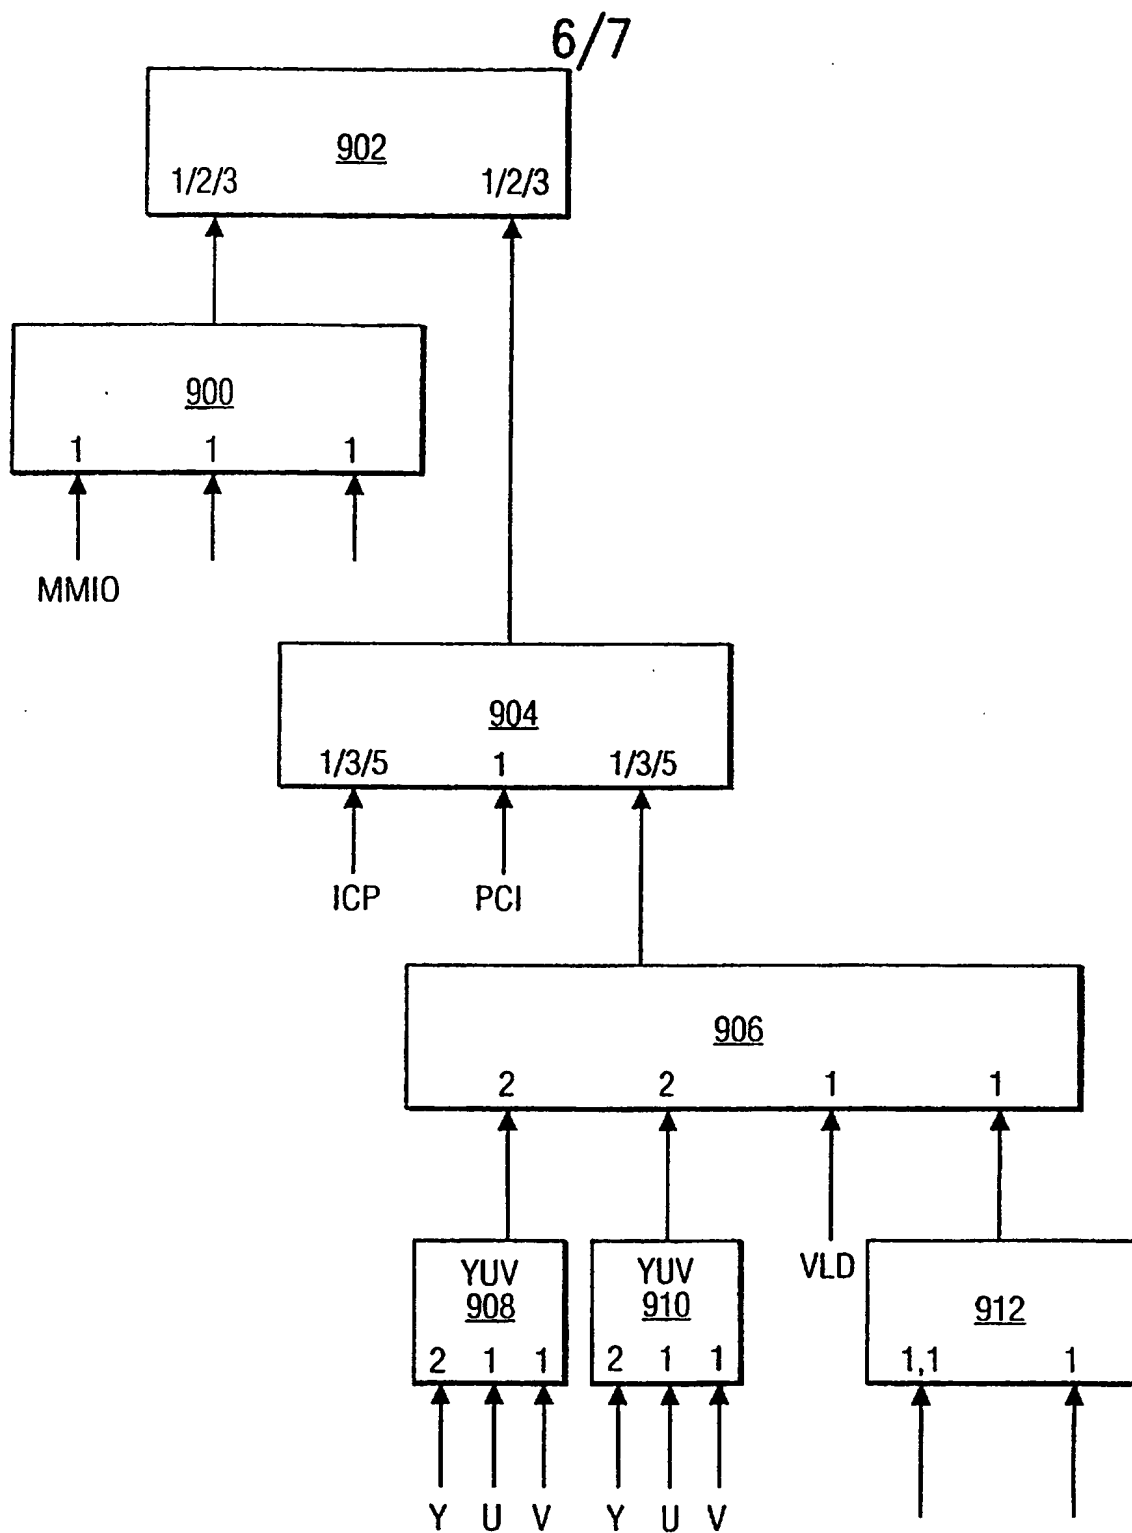 6/7
902
1/2/3 1/2/3
900
1 1 1
MMIO
904
1/3/5 1 1/3/5
ICP PCI
906
2 2 1 1
YUV YUV VLD
908 910 912
2 1 1 2 1 1 1,1 1
Y U V Y U V